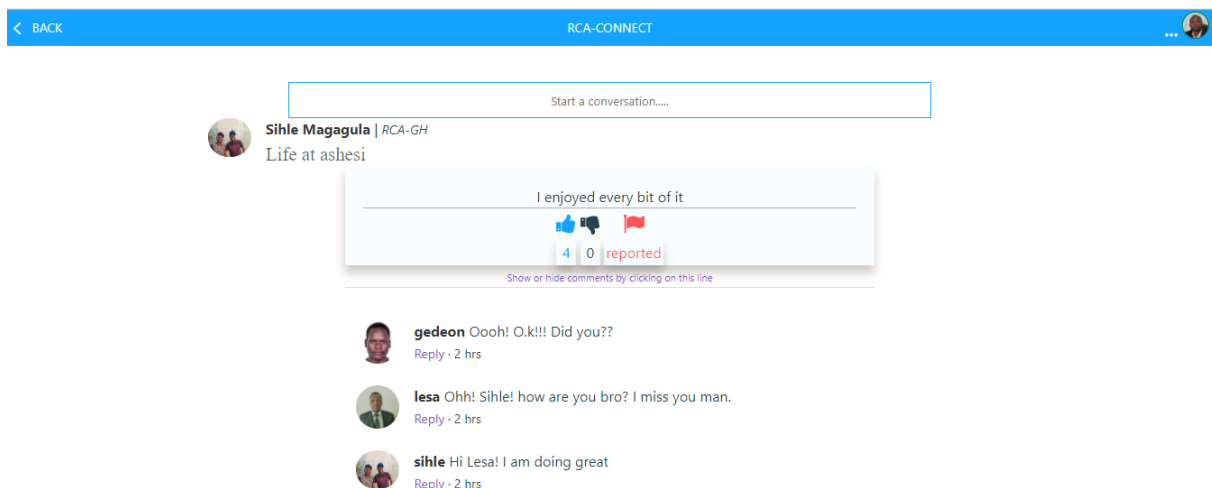 BACK
RCA-CONNECT
...
Start a conversation.....
Sihle Magagula | RCA-GH
Life at ashesi
I enjoyed every bit of it
4 0 reported
Show or hide comments by clicking on this line
gedeon Oooh! O.k!!! Did you??
Reply · 2 hrs
lesa Ohh! Sihle! how are you bro? I miss you man.
Reply · 2 hrs
sihle Hi Lesa! I am doing great
Reply · 2 hrs